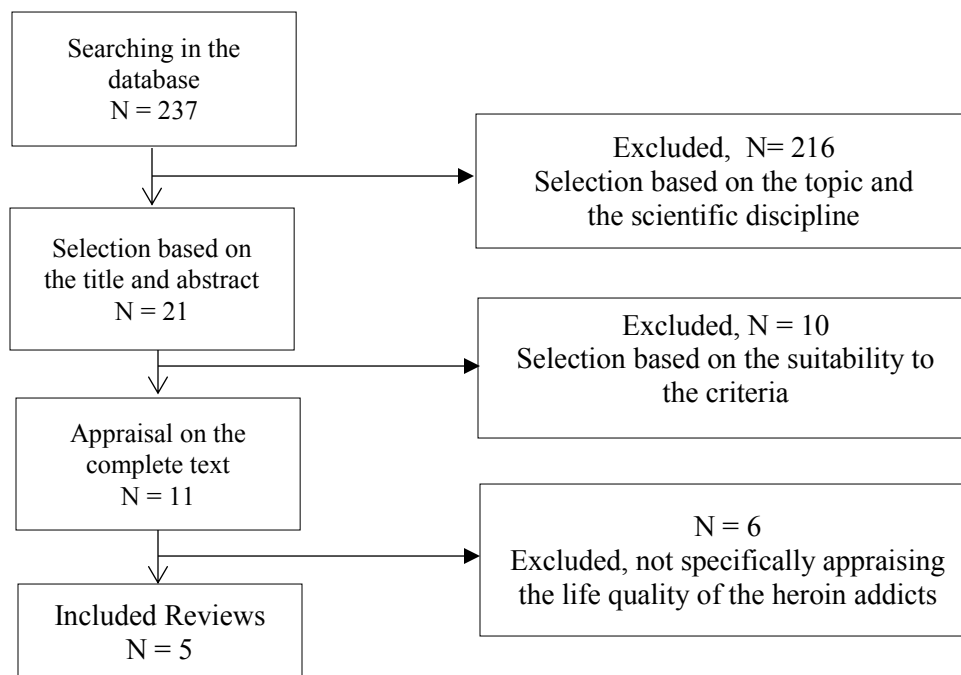 Searching in the
database
N = 237
Excluded, N= 216
Selection based on the topic and
the scientific discipline
Selection based on
the title and abstract
N = 21
Excluded, N = 10
Selection based on the suitability to
the criteria
Appraisal on the
complete text
N = 11
N = 6
Excluded, not specifically appraising
the life quality of the heroin addicts
Included Reviews
N = 5